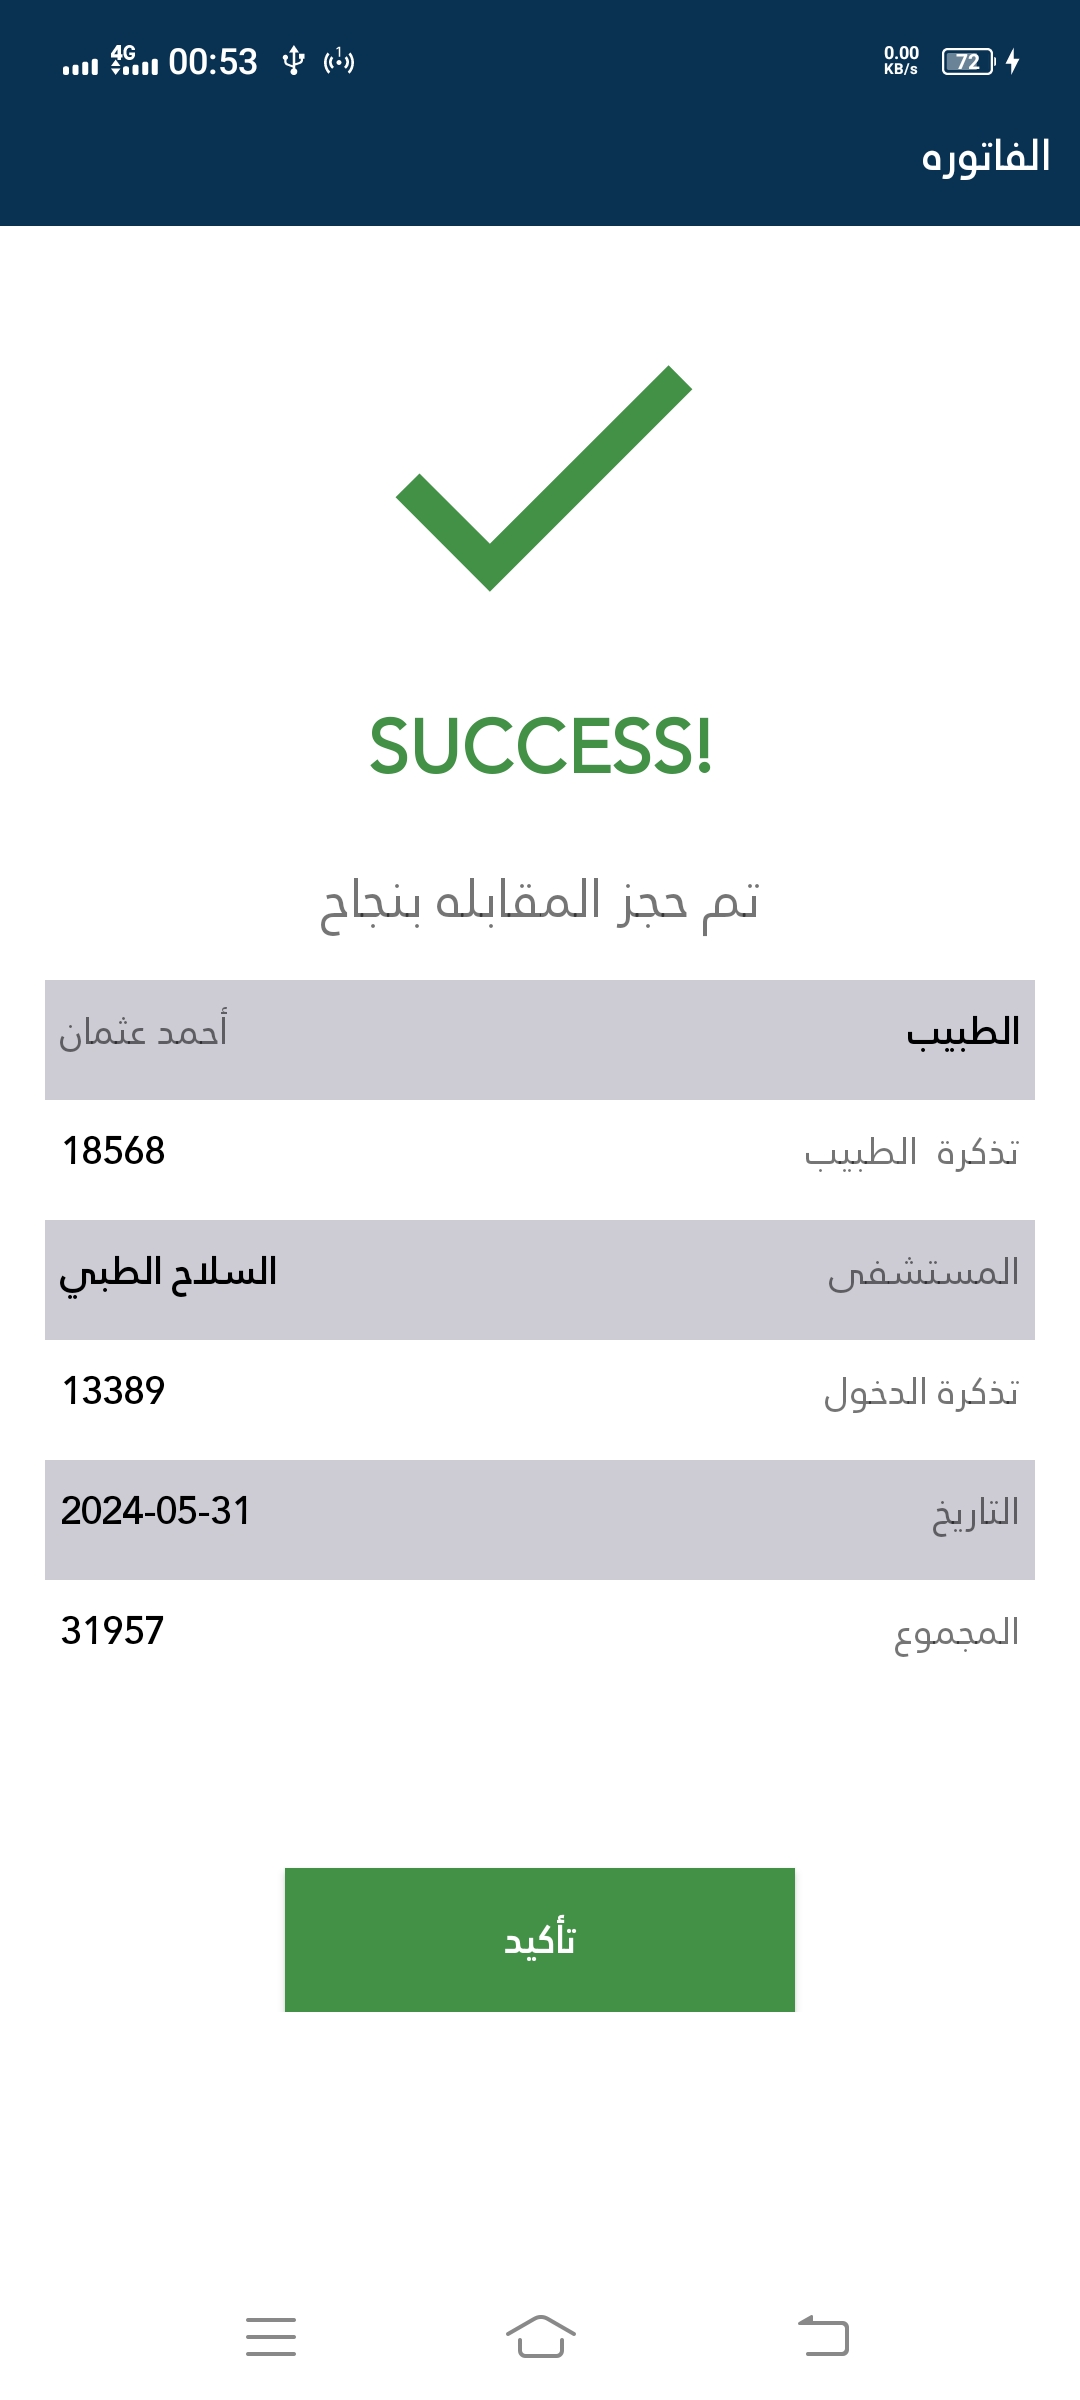 4G 00:53 1 0.00 KB/s 72
الفاتوره
SUCCESS!
تم حجز المقابله بنجاح
الطبيب أحمد عثمان
تذكرة الطبيب 18568
المستشفى السلاح الطبي
تذكرة الدخول 13389
التاريخ 2024-05-31
المجموع 31957
تأكيد